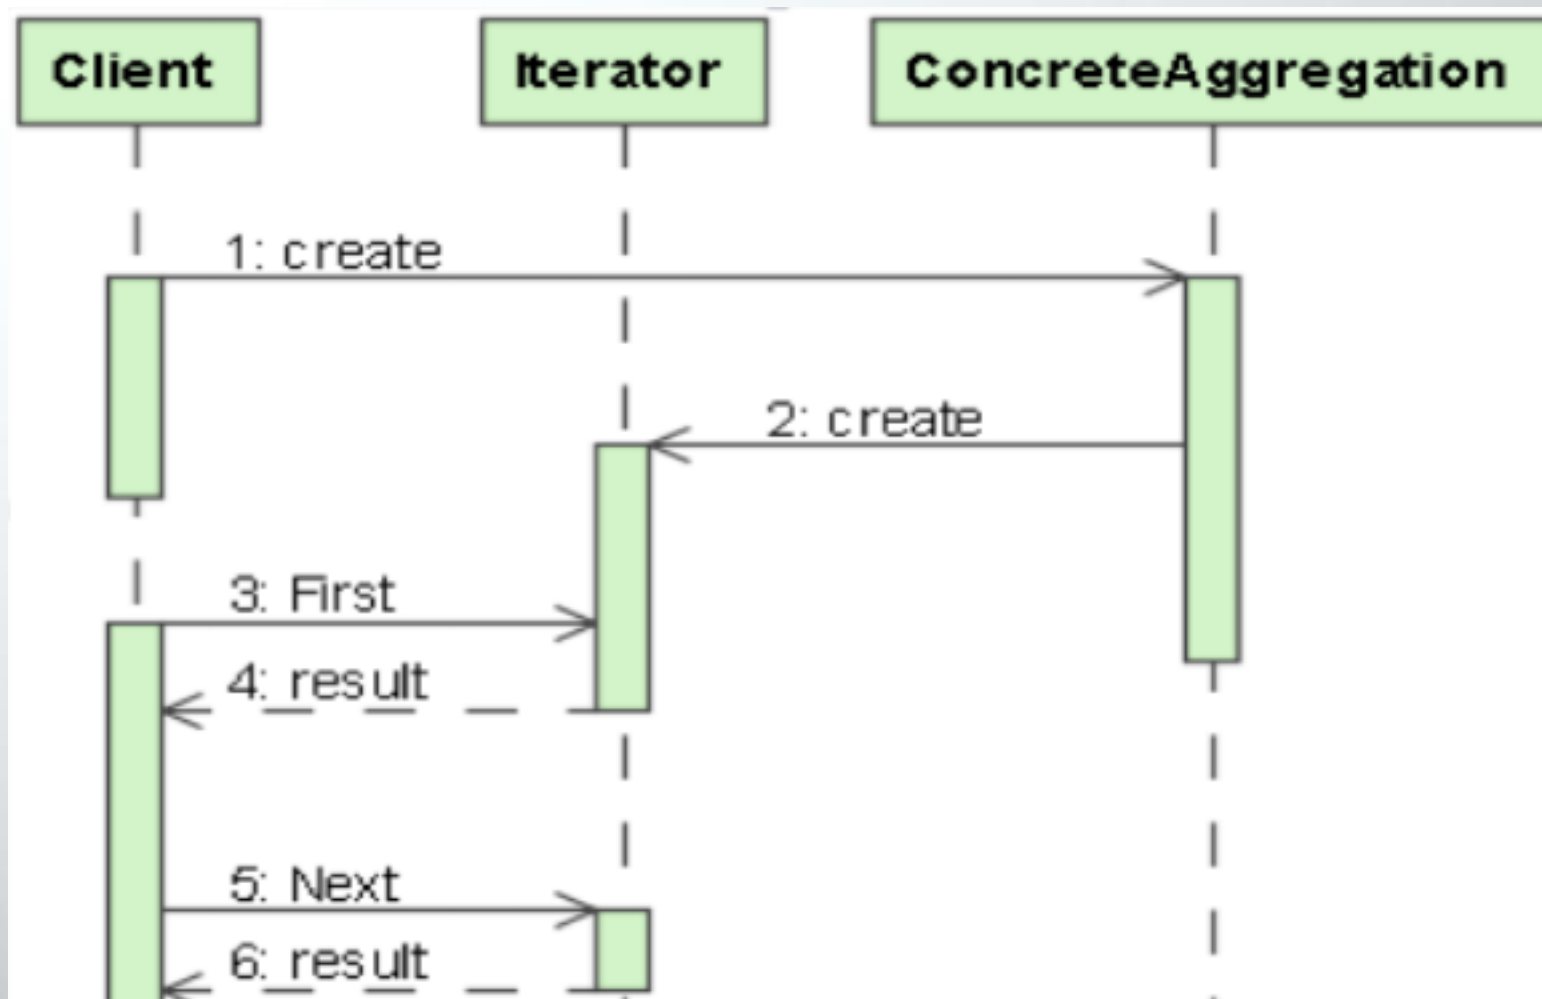 Client
Iterator
ConcreteAggregation
1: create
2: create
3: First
4: result
5: Next
6: result